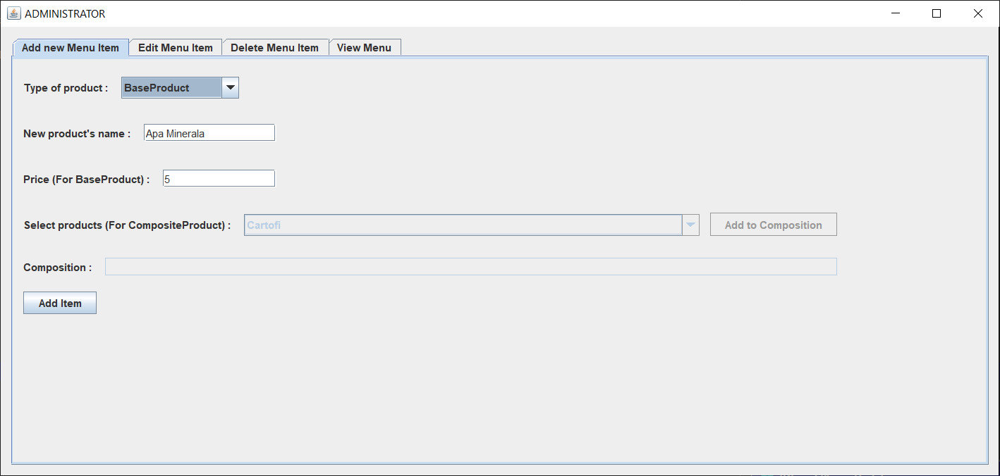 ADMINISTRATOR
Add new Menu Item Edit Menu Item Delete Menu Item View Menu
Type of product : BaseProduct
New product's name : Apa Minerala
Price (For BaseProduct) : 5
Select products (For CompositeProduct) : Cartofi Add to Composition
Composition :
Add Item